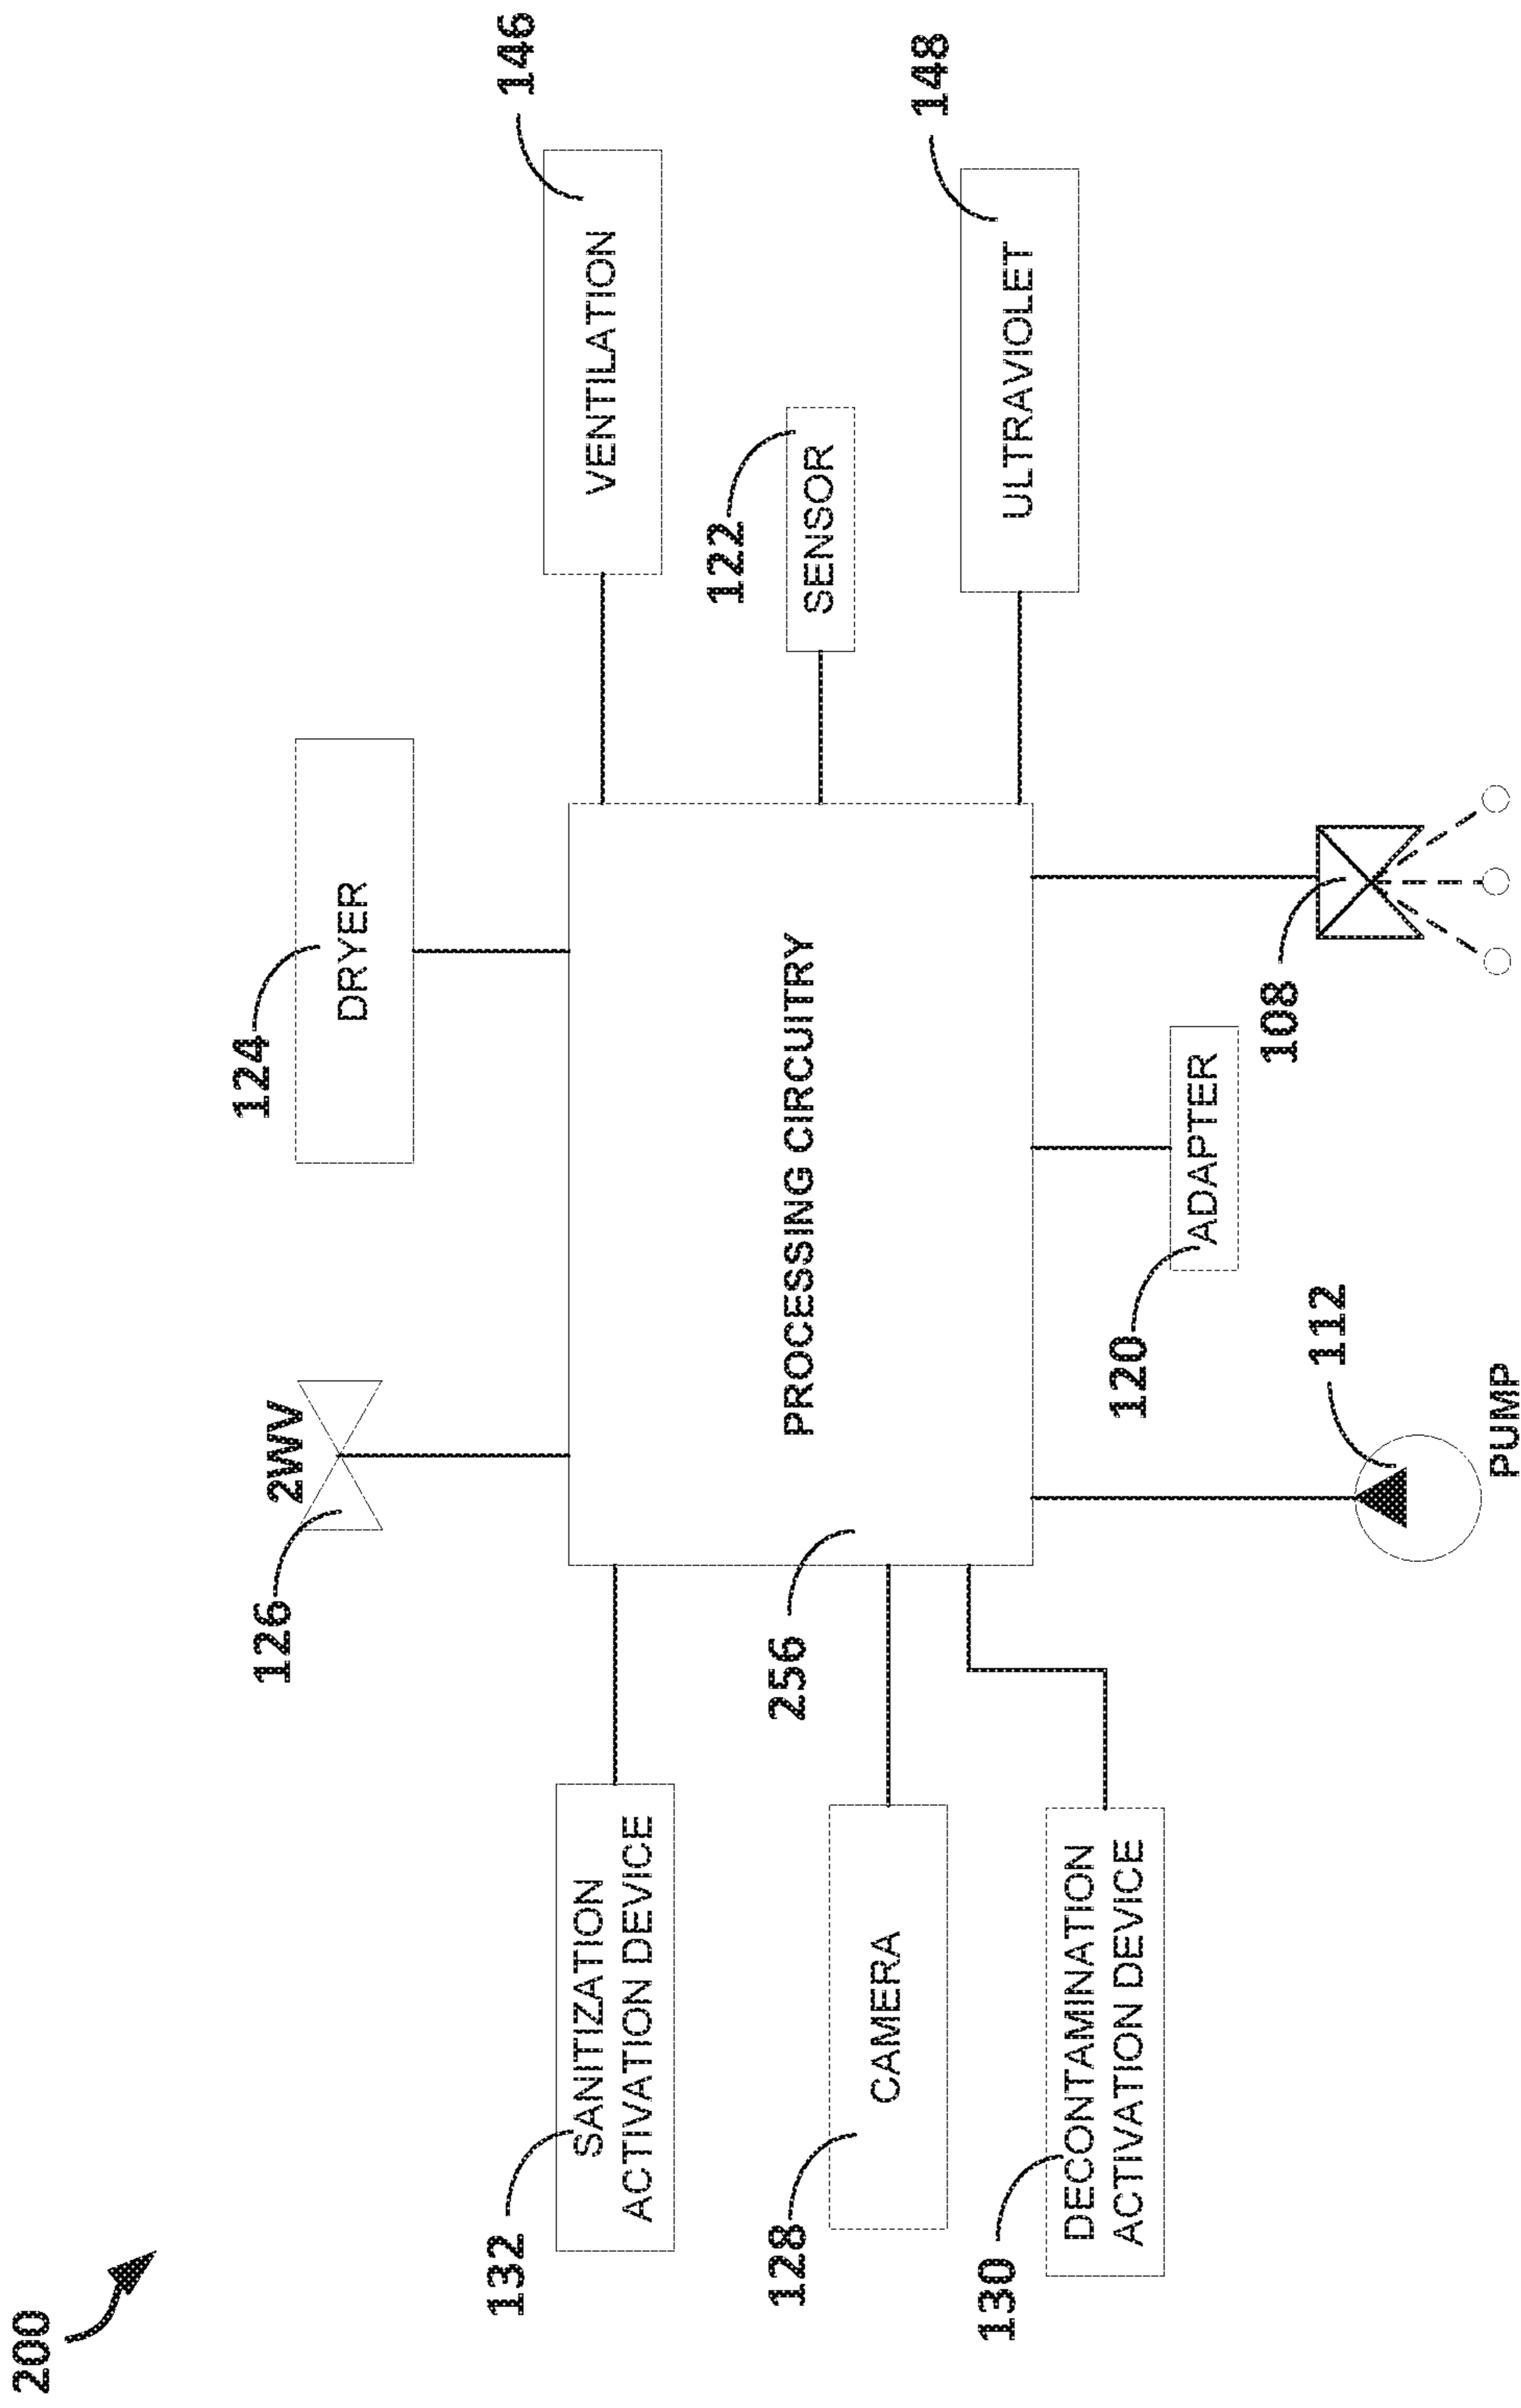 200
126
2WV
124
DRYER
132
SANITIZATION
ACTIVATION DEVICE
146
VENTILATION
128
CAMERA
256
PROCESSING CIRCUITRY
122
SENSOR
130
DECONTAMINATION
ACTIVATION DEVICE
148
ULTRAVIOLET
120
ADAPTER
108
112
PUMP